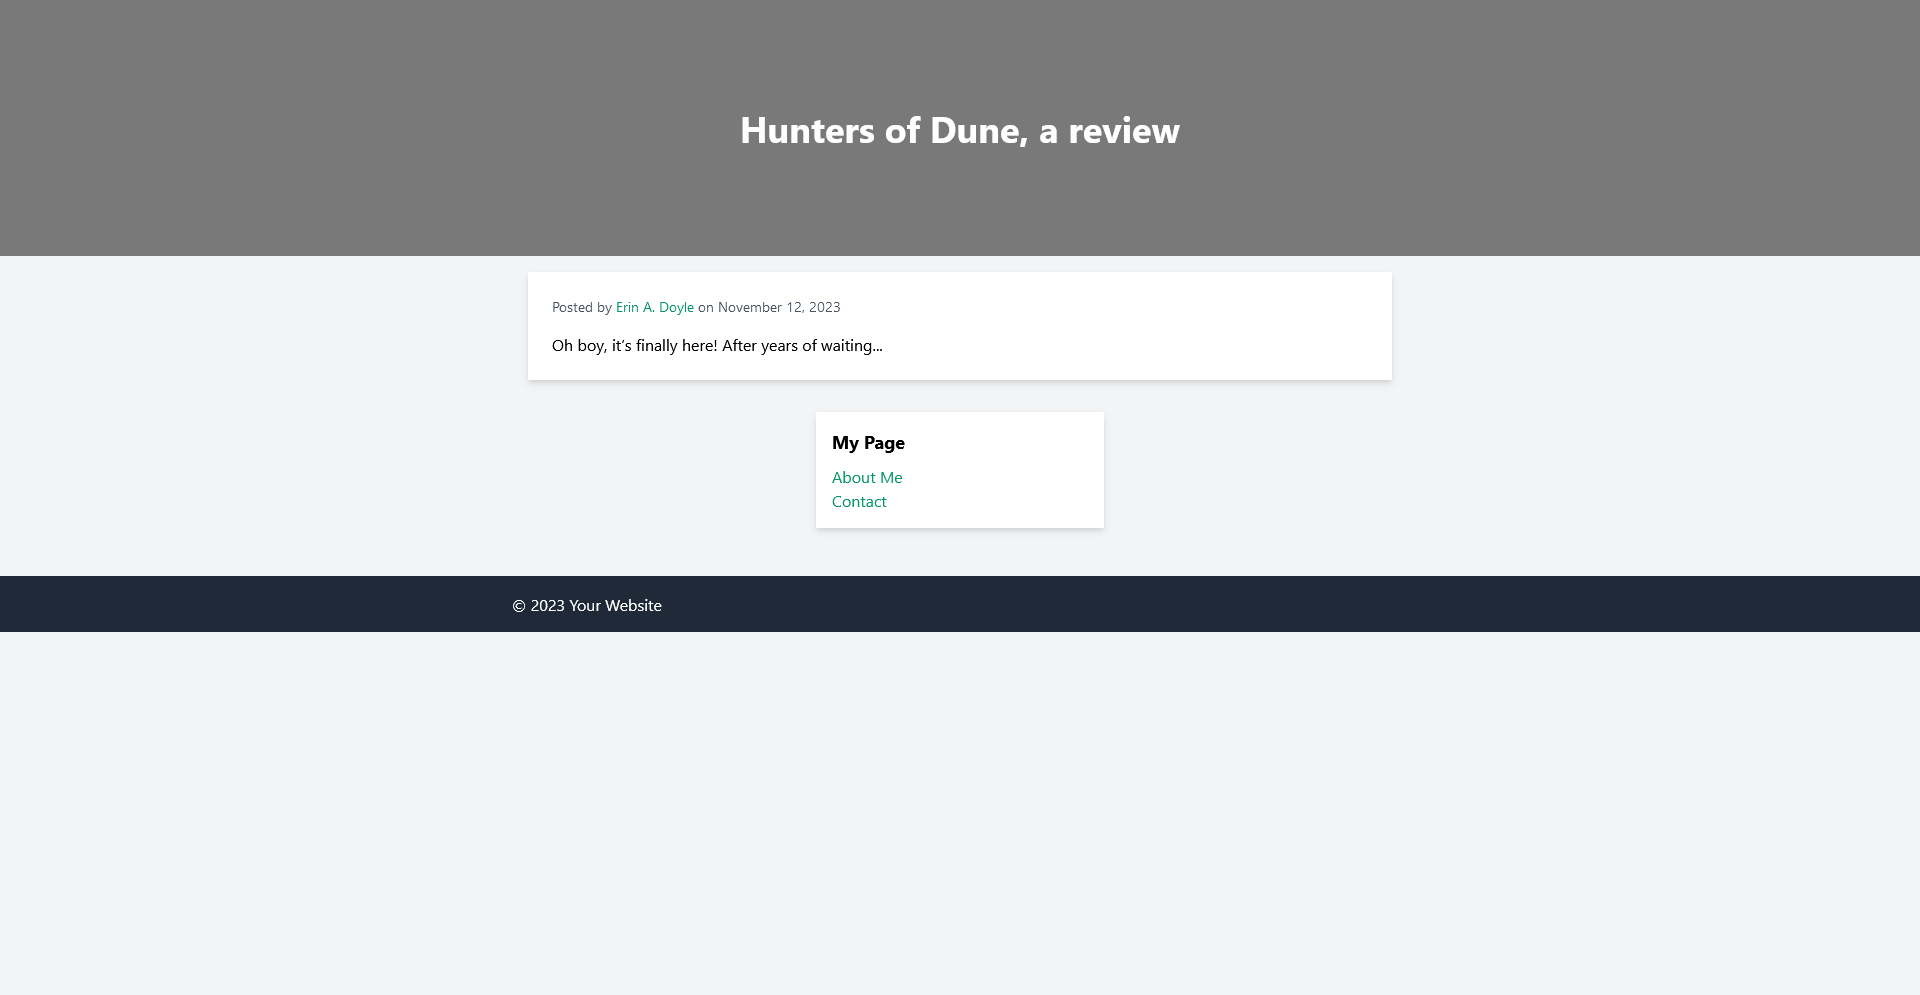 Hunters of Dune, a review
Posted by Erin A. Doyle on November 12, 2023
Oh boy, it's finally here! After years of waiting...
My Page
About Me
Contact
© 2023 Your Website